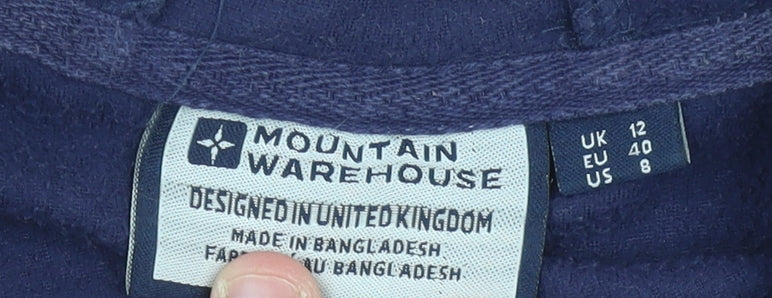 MOUNTAIN
WAREHOUSE
DESIGNED IN UNITED KINGDOM
MADE IN BANGLADESH
AU BANGLADESH
UK 12
EU 40
US 8